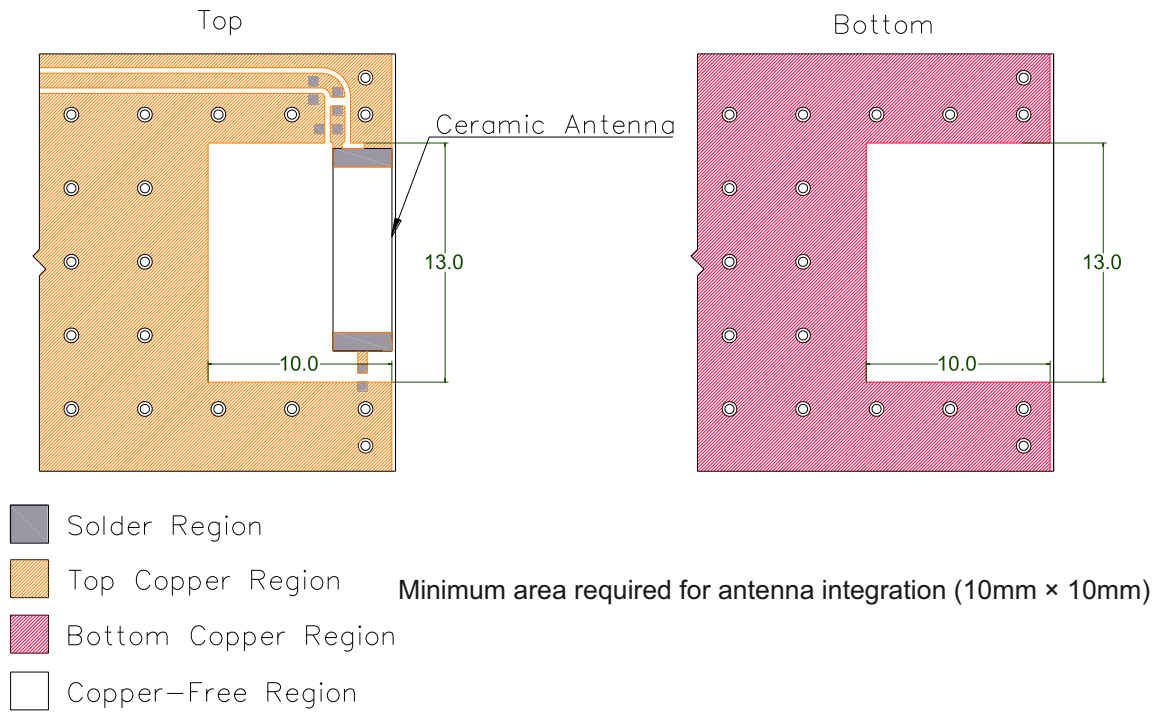 Top
Bottom
Ceramic Antenna
13.0
13.0
10.0
10.0
Solder Region
Top Copper Region
Minimum area required for antenna integration (10mm × 10mm)
Bottom Copper Region
Copper-Free Region